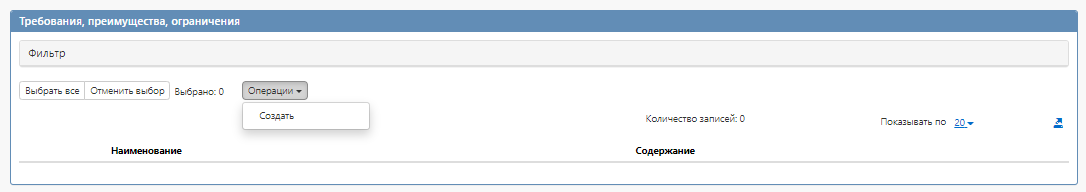 Требования, преимущества, ограничения
Фильтр
Выбрать все Отменить выбор Выбрано: 0 Операции
Создать
Количество записей: 0 Показывать по 20
Наименование Содержание